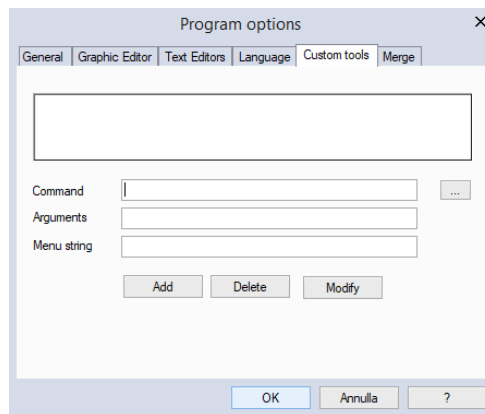 Program options
General Graphic Editor Text Editors Language Custom tools Merge
Command ...
Arguments
Menu string
Add Delete Modify
OK Annulla ?